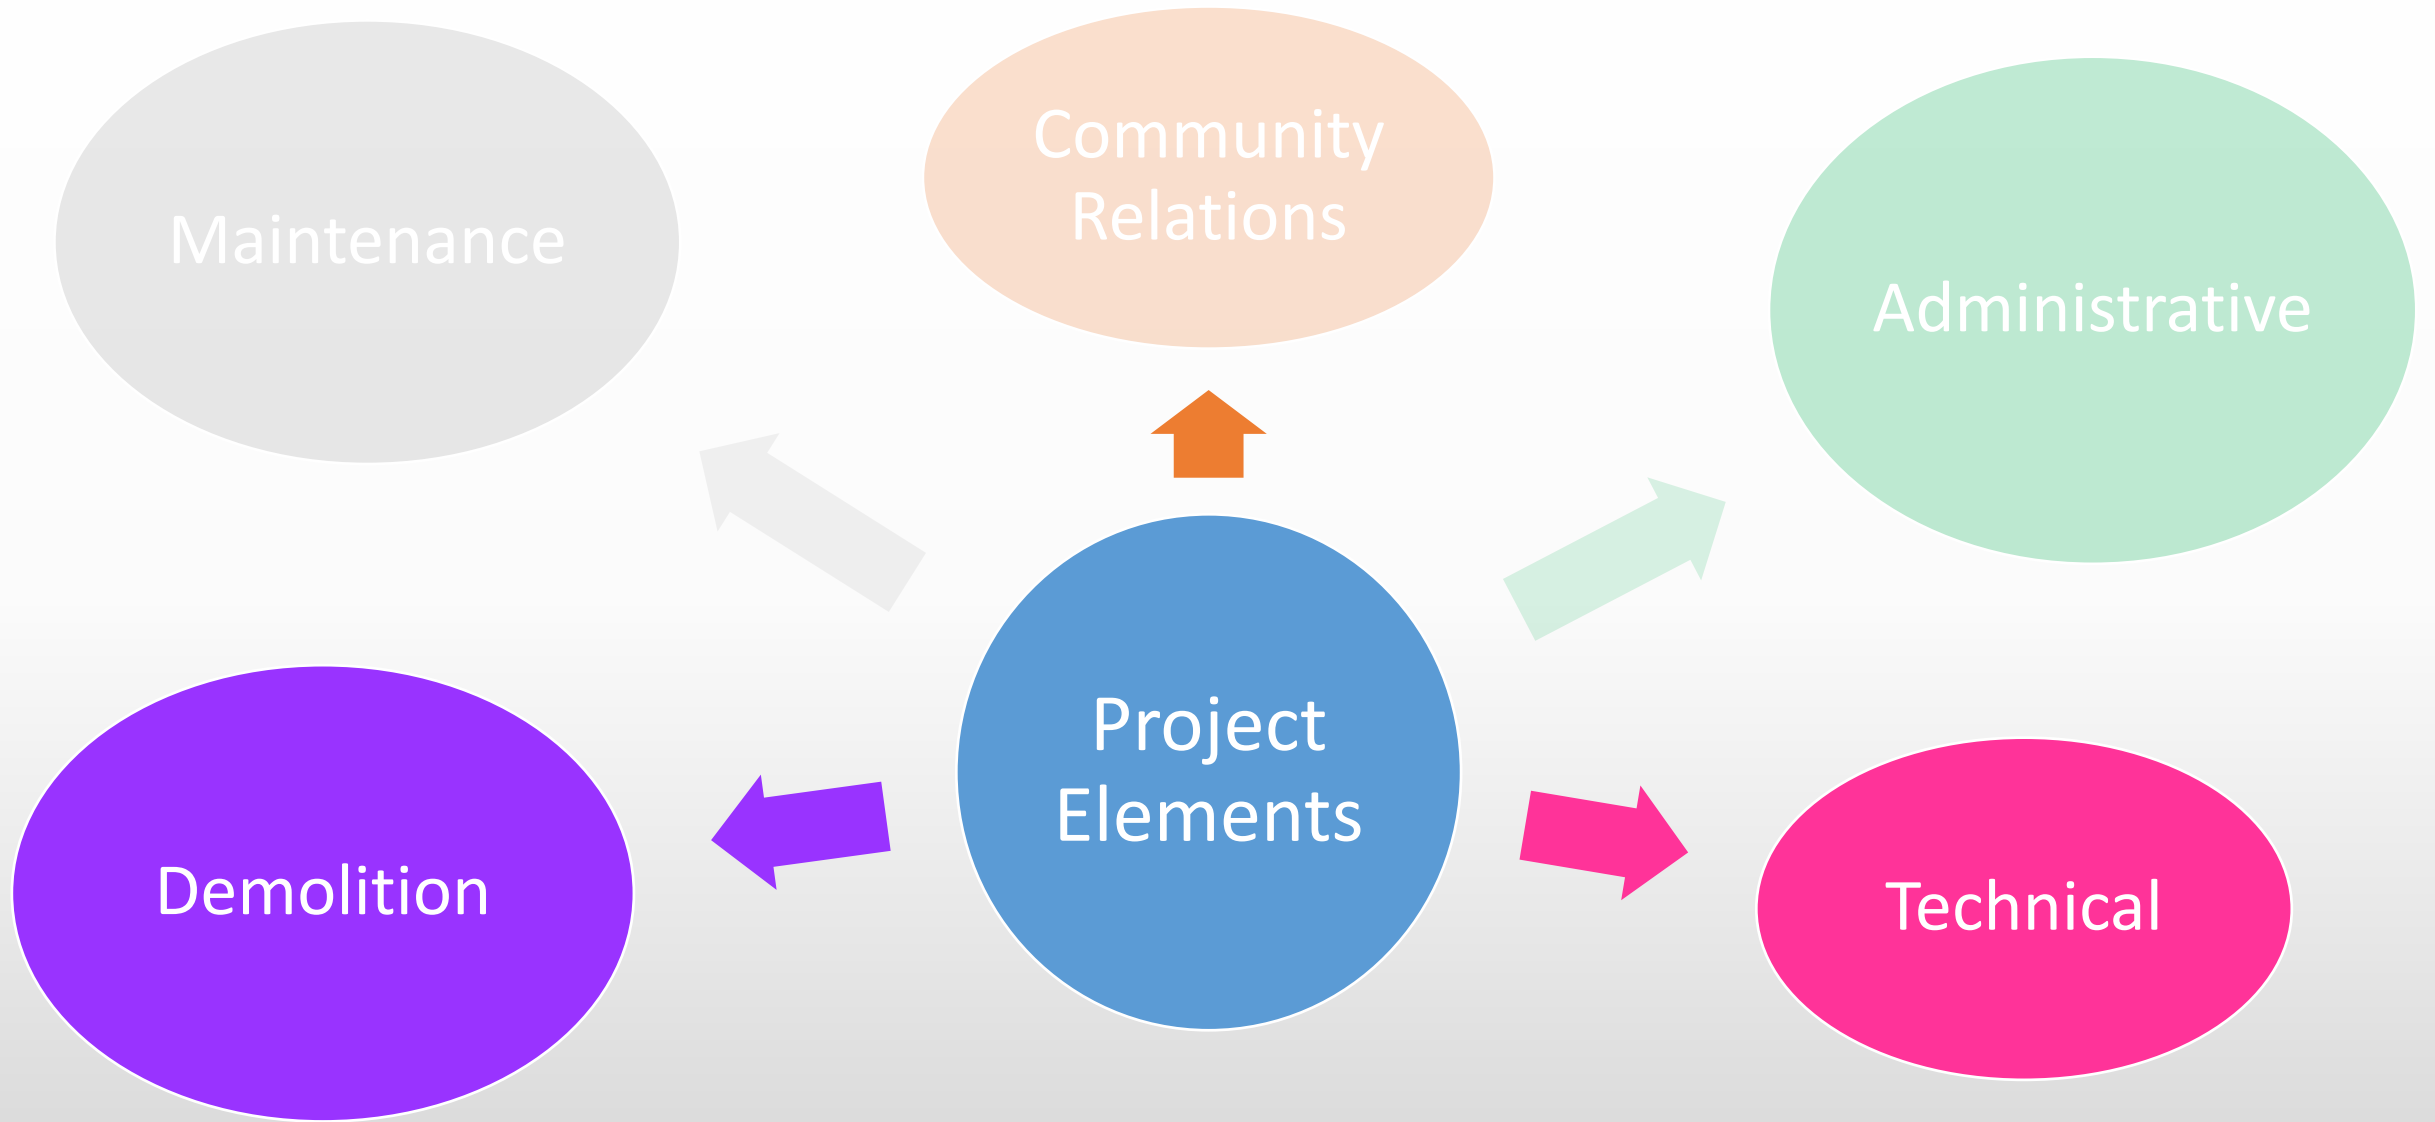 Community
Relations
Maintenance
Administrative
Project
Elements
Demolition
Technical